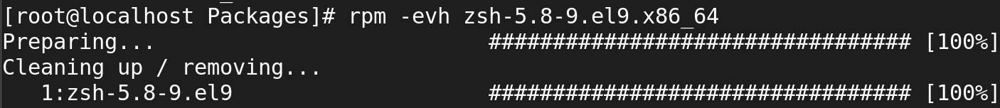 [root@localhost Packages]# rpm -evh zsh-5.8-9.el9.x86_64
Preparing...                          ################################# [100%]
Cleaning up / removing...
   1:zsh-5.8-9.el9                    ################################# [100%]